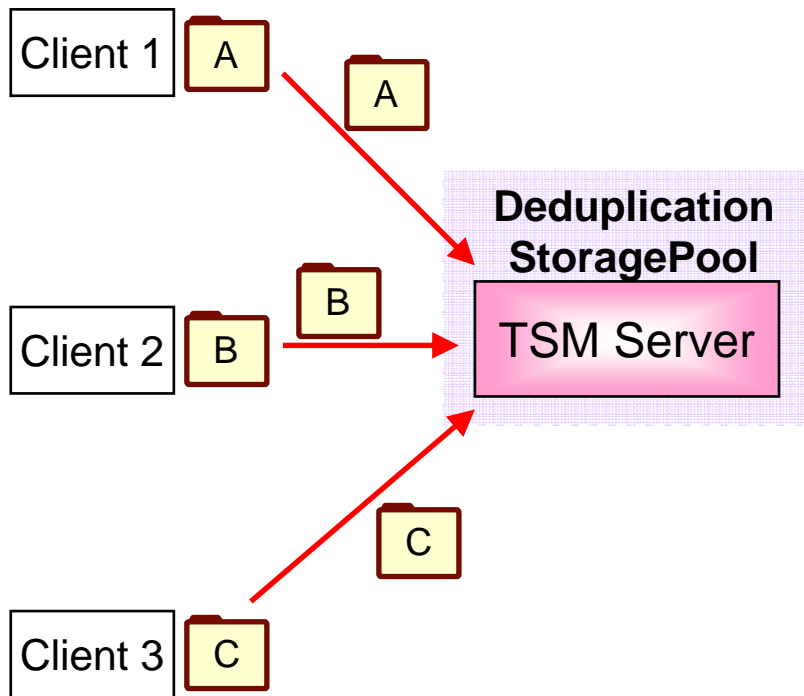 Client 1
A
A
Deduplication
StoragePool
TSM Server
B
Client 2
B
C
Client 3
C